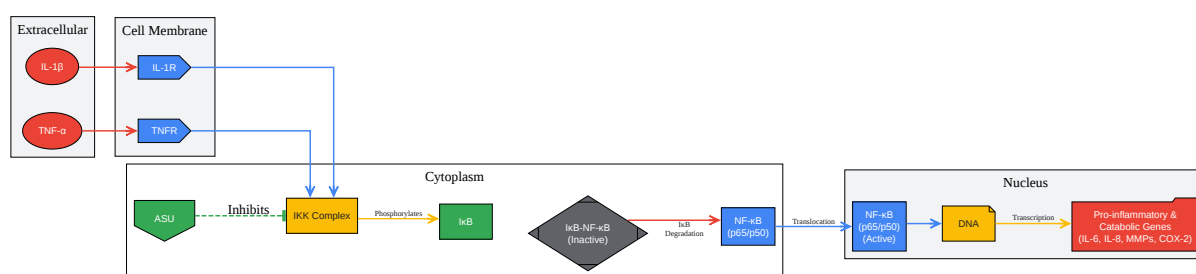 Extracellular
Cell Membrane
IL-1β
IL-1R
TNF-α
TNFR
Cytoplasm
ASU
Inhibits
IKK Complex
Phosphorylates
IκB
IκB-NF-κB
(Inactive)
IκB
Degradation
NF-κB
(p65/p50)
Translocation
Nucleus
NF-κB
(p65/p50)
(Active)
DNA
Transcription
Pro-inflammatory &
Catabolic Genes
(IL-6, IL-8, MMPs, COX-2)